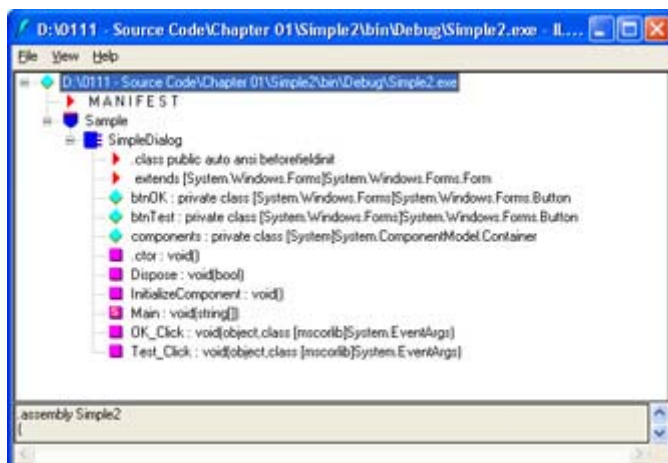 D:\0111 - Source Code\Chapter 01\Simple2\bin\Debug\Simple2.exe - IL...
File View Help
D:\0111 - Source Code\Chapter 01\Simple2\bin\Debug\Simple2.exe
MANIFEST
Sample
SimpleDialog
.class public auto ansi beforefieldinit
extends [System.Windows.Forms]System.Windows.Forms.Form
btnOK : private class [System.Windows.Forms]System.Windows.Forms.Button
btnTest : private class [System.Windows.Forms]System.Windows.Forms.Button
components : private class [System]System.ComponentModel.Container
.ctor : void()
Dispose : void(bool)
InitializeComponent : void()
Main : void(string[])
OK_Click : void(object,class [mscorlib]System.EventArgs)
Test_Click : void(object,class [mscorlib]System.EventArgs)
.assembly Simple2
{